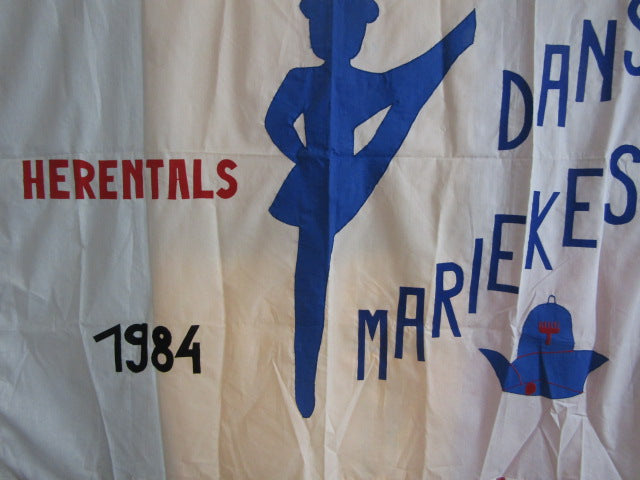 DANS
MARIEKES
HERENTALS
1984